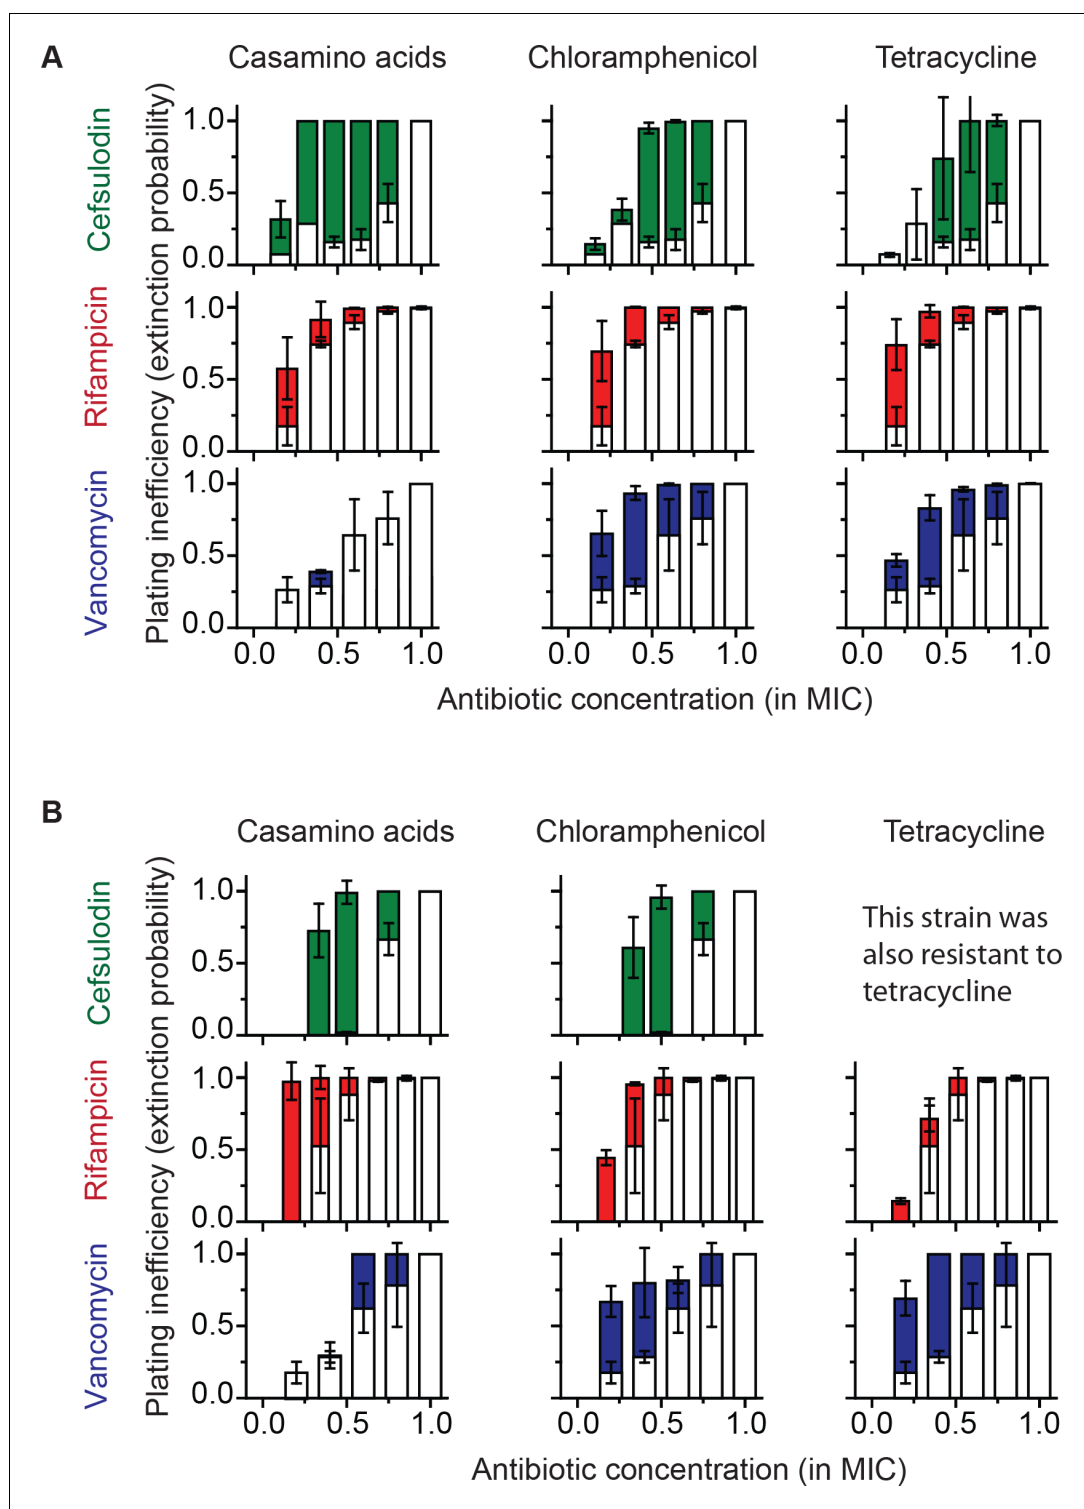 A
Casamino acids
Chloramphenicol
Tetracycline
Plating inefficiency (extinction probability)
Cefsulodin
1.0
0.5
0.0
Rifampicin
1.0
0.5
0.0
Vancomycin
1.0
0.5
0.0
0.0 0.5 1.0
0.0 0.5 1.0
0.0 0.5 1.0
Antibiotic concentration (in MIC)
B
Casamino acids
Chloramphenicol
Tetracycline
Plating inefficiency (extinction probability)
Cefsulodin
1.0
0.5
0.0
This strain was
also resistant to
tetracycline
Rifampicin
1.0
0.5
0.0
Vancomycin
1.0
0.5
0.0
0.0 0.5 1.0
0.0 0.5 1.0
0.0 0.5 1.0
Antibiotic concentration (in MIC)